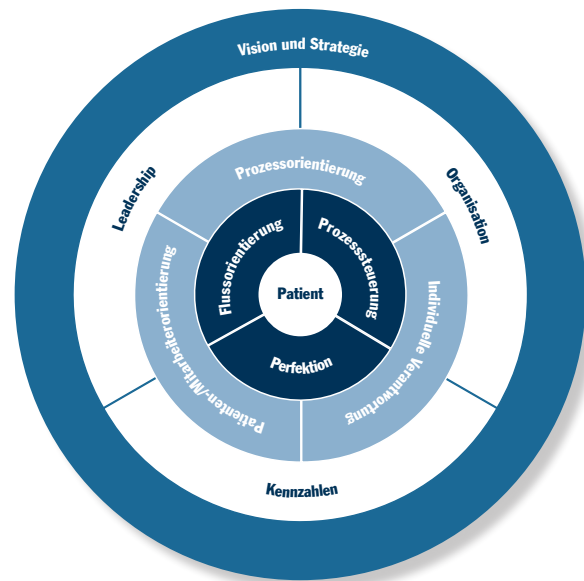 Vision und Strategie
Leadership
Organisation
Prozessorientierung
Patienten-/Mitarbeiterorientierung
Individuelle Verantwortung
Flussorientierung
Prozesssteuerung
Patient
Perfektion
Kennzahlen